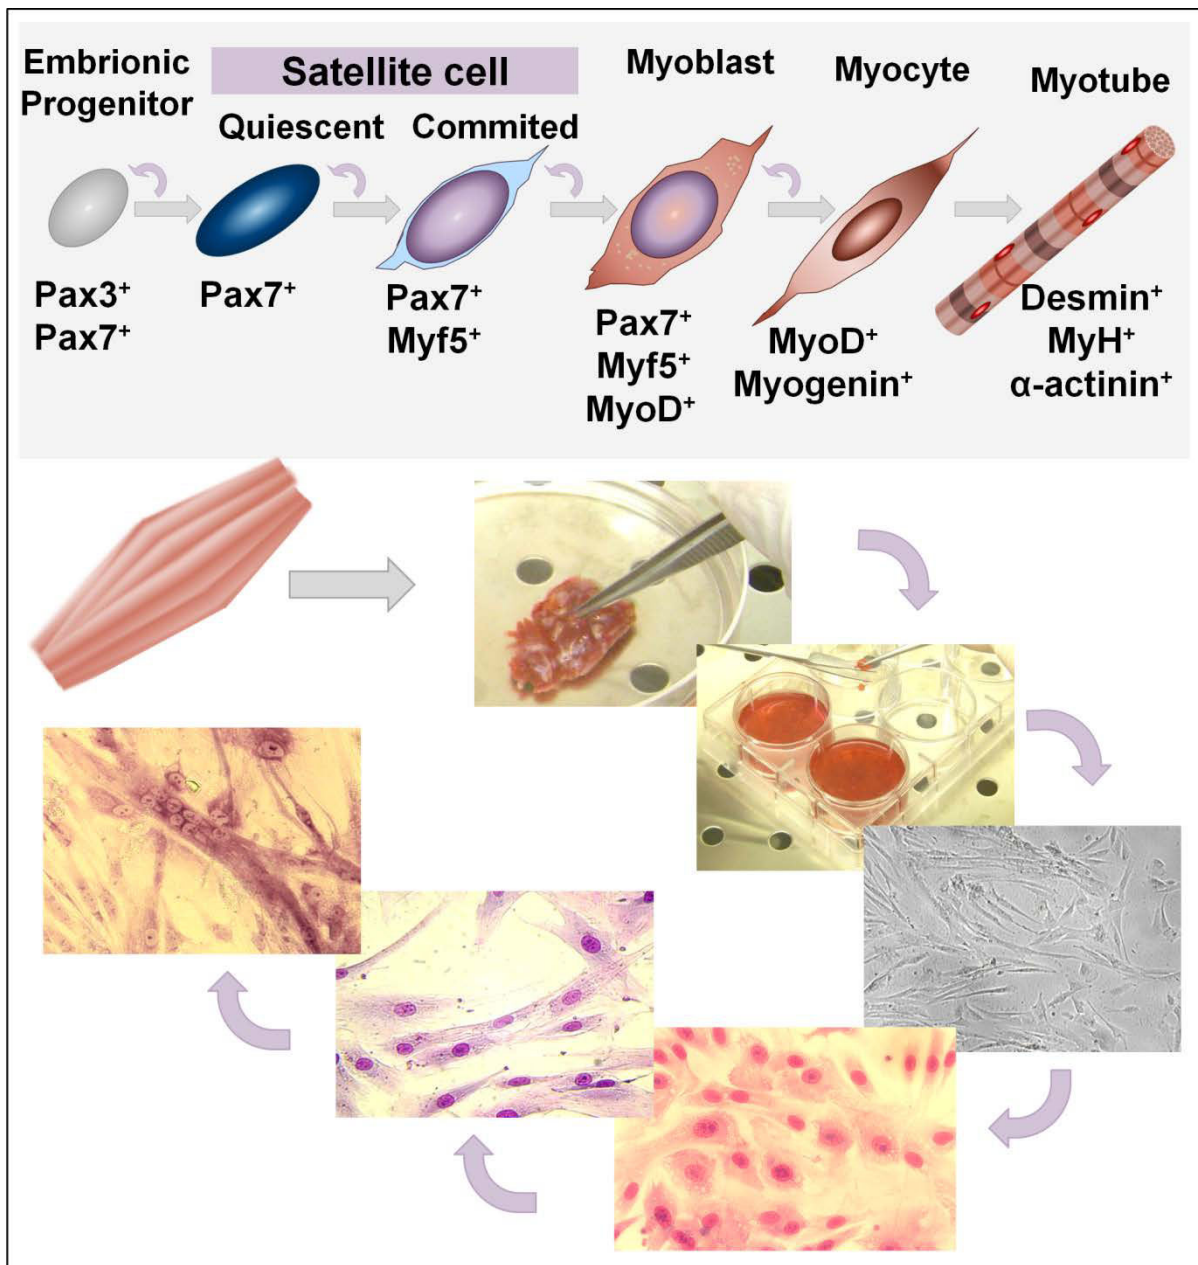 Embrionic
Progenitor
Satellite cell
Quiescent
Commited
Myoblast
Myocyte
Myotube
Pax3⁺
Pax7⁺
Pax7⁺
Pax7⁺
Myf5⁺
Pax7⁺
Myf5⁺
MyoD⁺
MyoD⁺
Myogenin⁺
Desmin⁺
MyH⁺
α-actinin⁺